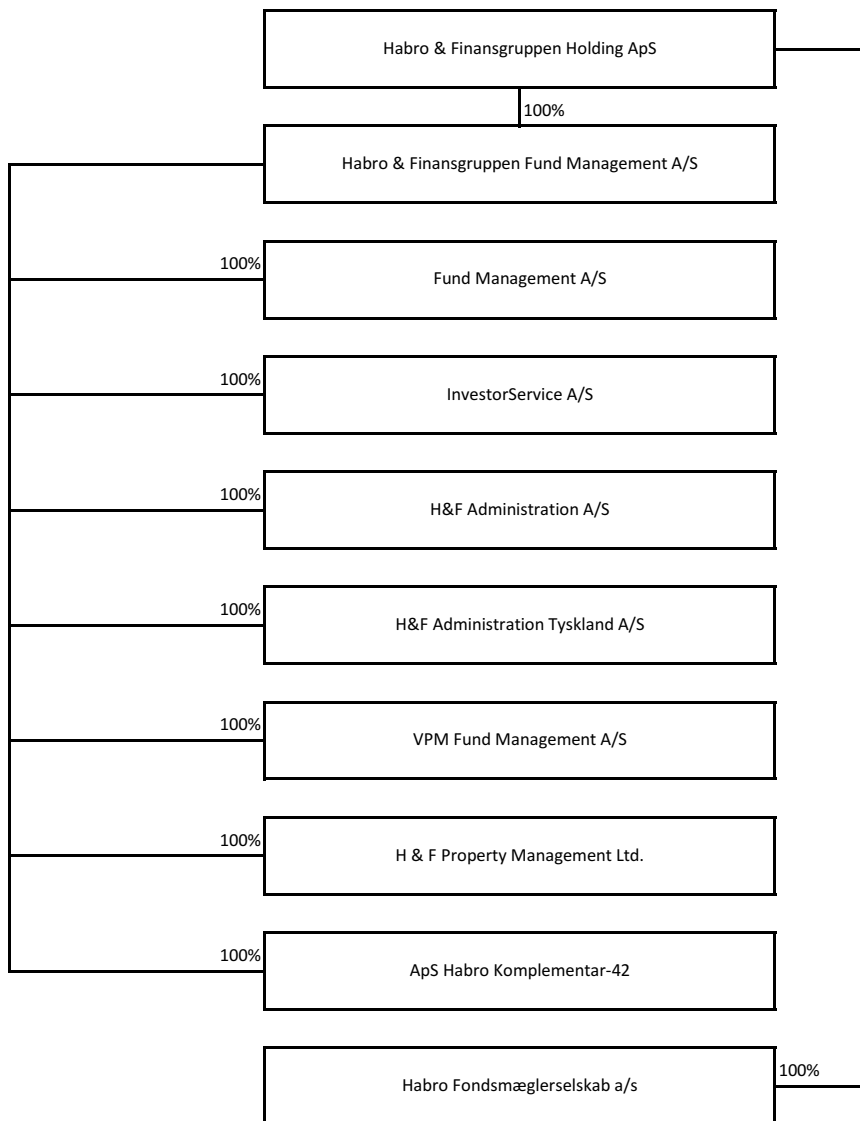 Habro & Finansgruppen Holding ApS
100%
Habro & Finansgruppen Fund Management A/S
100%
Fund Management A/S
100%
InvestorService A/S
100%
H&F Administration A/S
100%
H&F Administration Tyskland A/S
100%
VPM Fund Management A/S
100%
H & F Property Management Ltd.
100%
ApS Habro Komplementar-42
100%
Habro Fondsmæglerselskab a/s